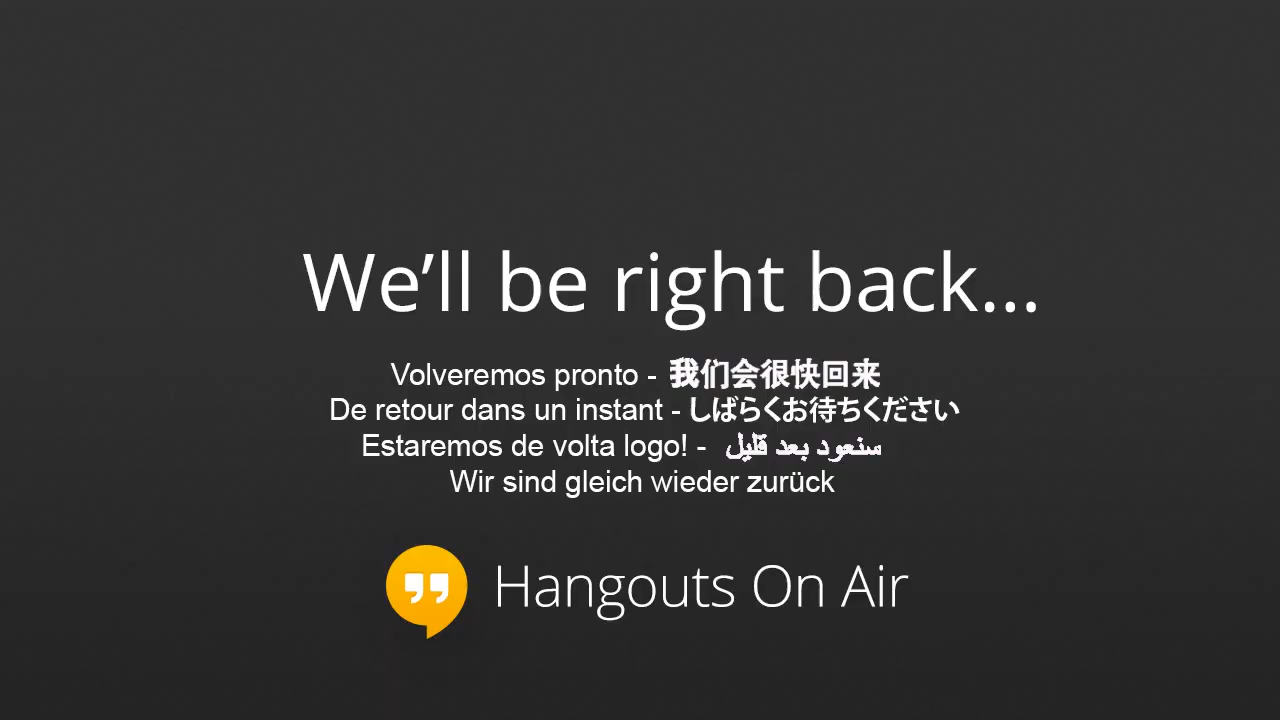 We’ll be right back...
Volveremos pronto - 我们会很快回来
De retour dans un instant - しばらくお待ちください
Estaremos de volta logo! - سنعود بعد قليل
Wir sind gleich wieder zurück
Hangouts On Air